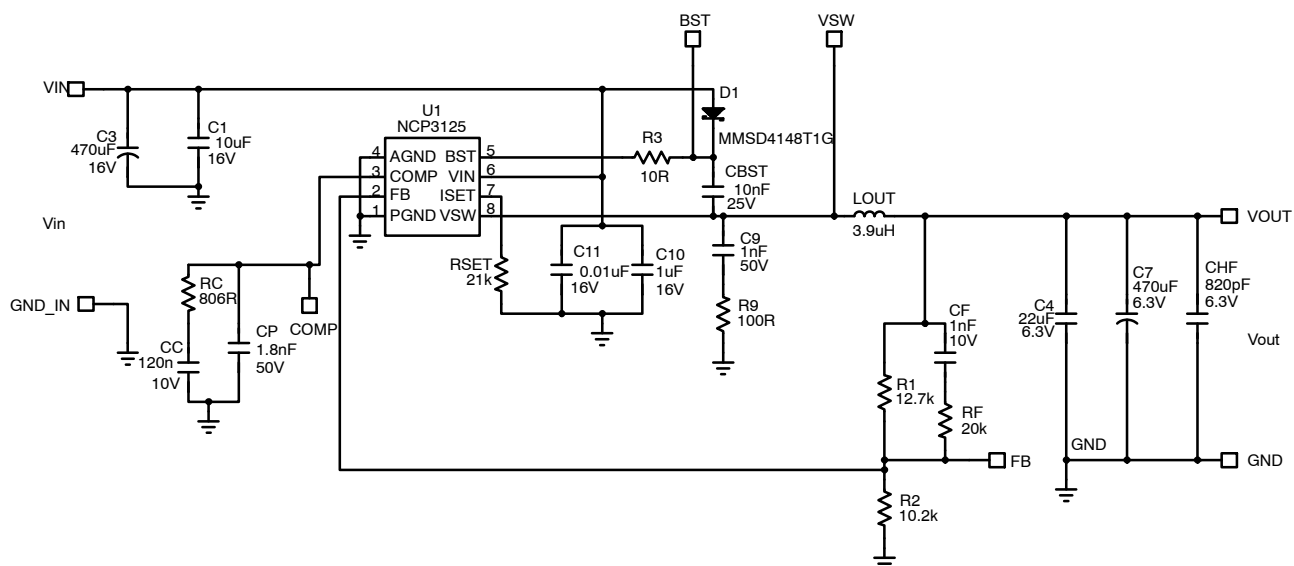 BST
VSW
VIN
D1
MMSD4148T1G
U1
NCP3125
C3
470uF
16V
C1
10uF
16V
R3
10R
4 AGND BST 5
3 COMP VIN 6
2 FB ISET 7
1 PGND VSW 8
CBST
10nF
25V
LOUT
3.9uH
VOUT
Vin
C9
1nF
50V
RSET
21k
C11
0.01uF
16V
C10
1uF
16V
R9
100R
RC
806R
GND_IN
COMP
CP
1.8nF
50V
CC
120n
10V
CF
1nF
10V
C4
22uF
6.3V
C7
470uF
6.3V
CHF
820pF
6.3V
Vout
R1
12.7k
RF
20k
GND
FB
GND
R2
10.2k